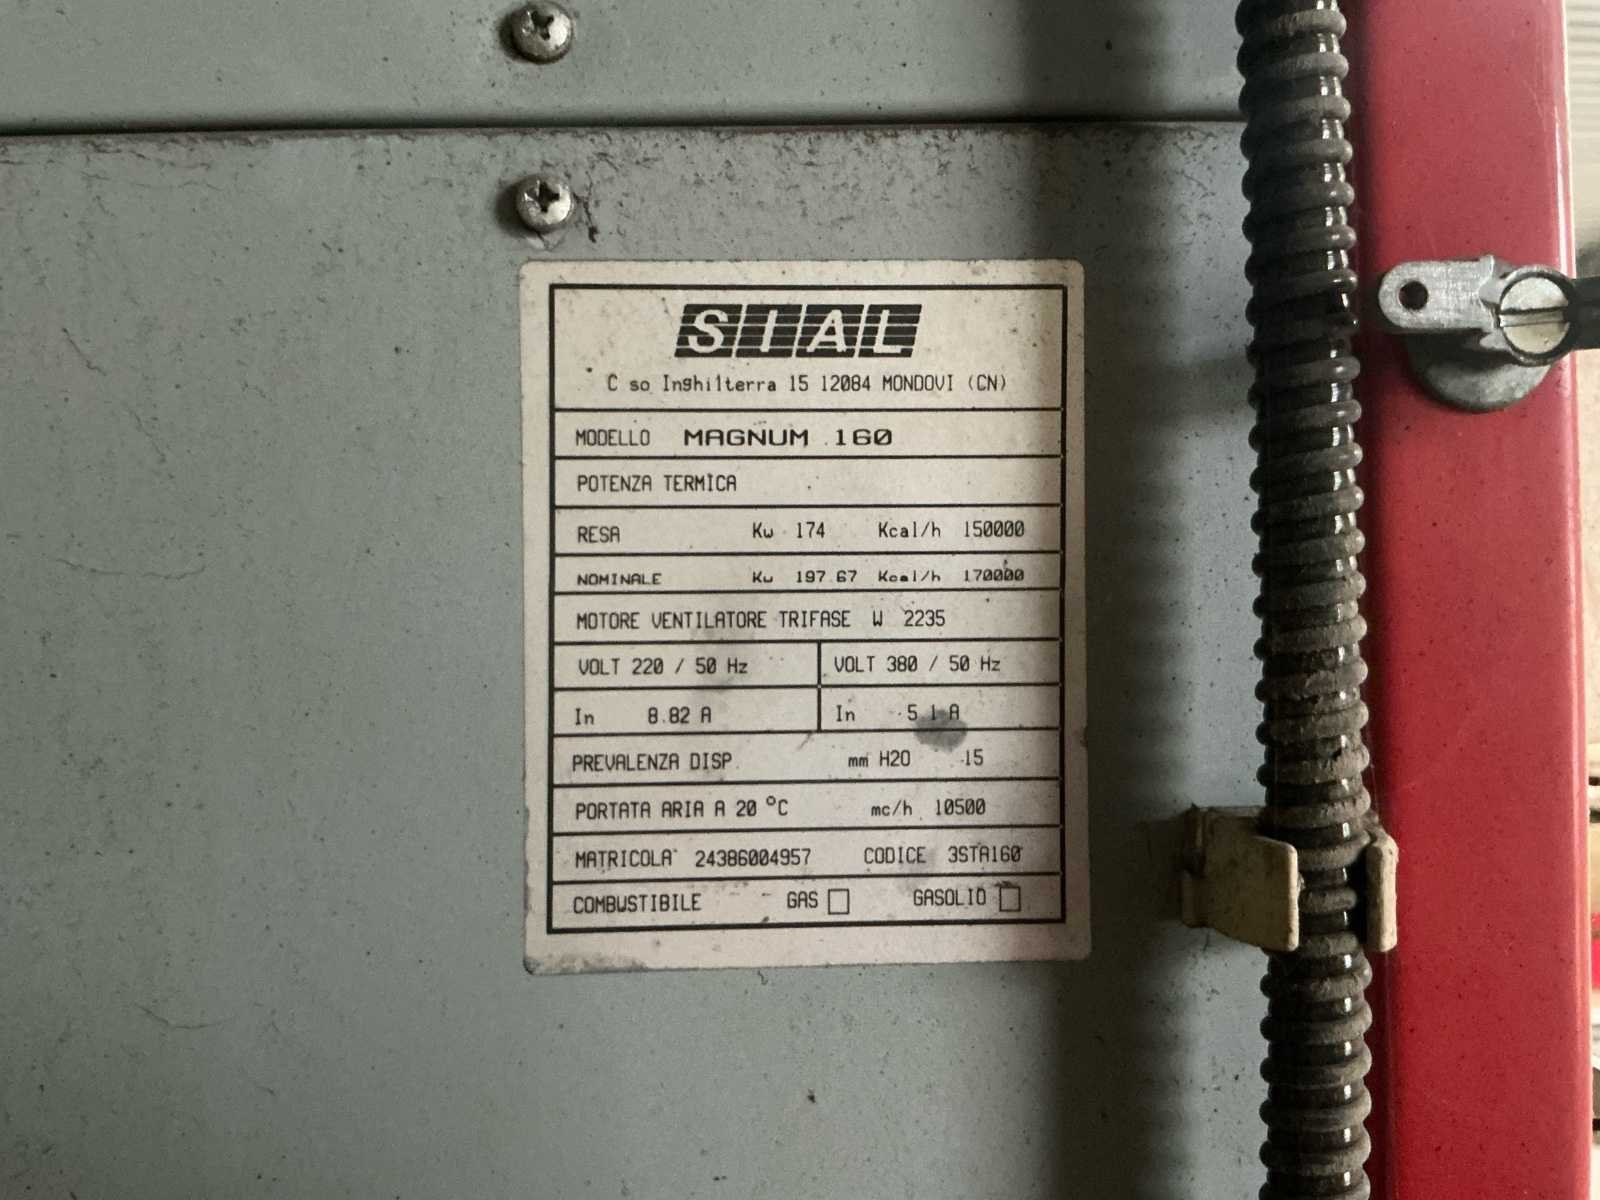 SIAL
C so Inghilterra 15 12084 MONDOVI (CN)
MODELLO MAGNUM 160
POTENZA TERMICA
RESA Kw 174 Kcal/h 150000
NOMINALE Kw 197.67 Kcal/h 170000
MOTORE VENTILATORE TRIFASE W 2235
VOLT 220 / 50 Hz VOLT 380 / 50 Hz
In 8.82 A In 5.1 A
PREVALENZA DISP. mm H2O 15
PORTATA ARIA A 20 °C mc/h 10500
MATRICOLA 24386004957 CODICE 3STA160
COMBUSTIBILE GAS GASOLIO